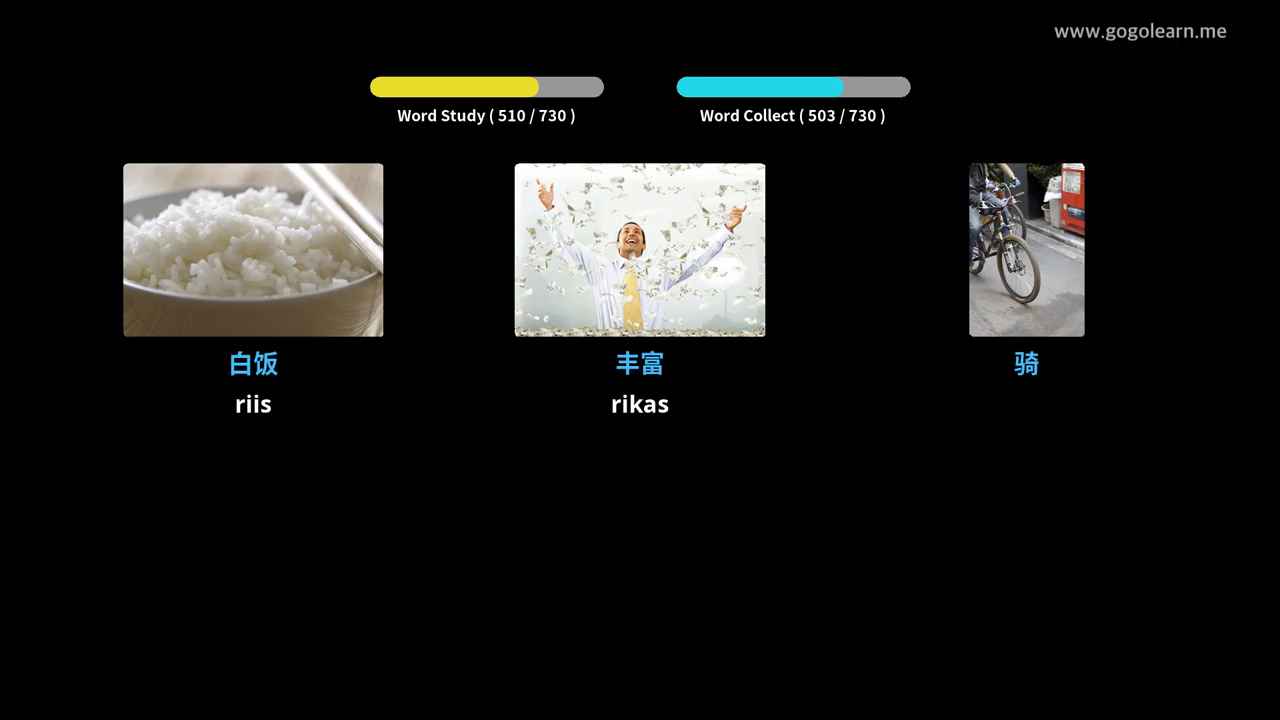 www.gogolearn.me
Word Study ( 510 / 730 )
Word Collect ( 503 / 730 )
白饭
丰富
骑
riis
rikas